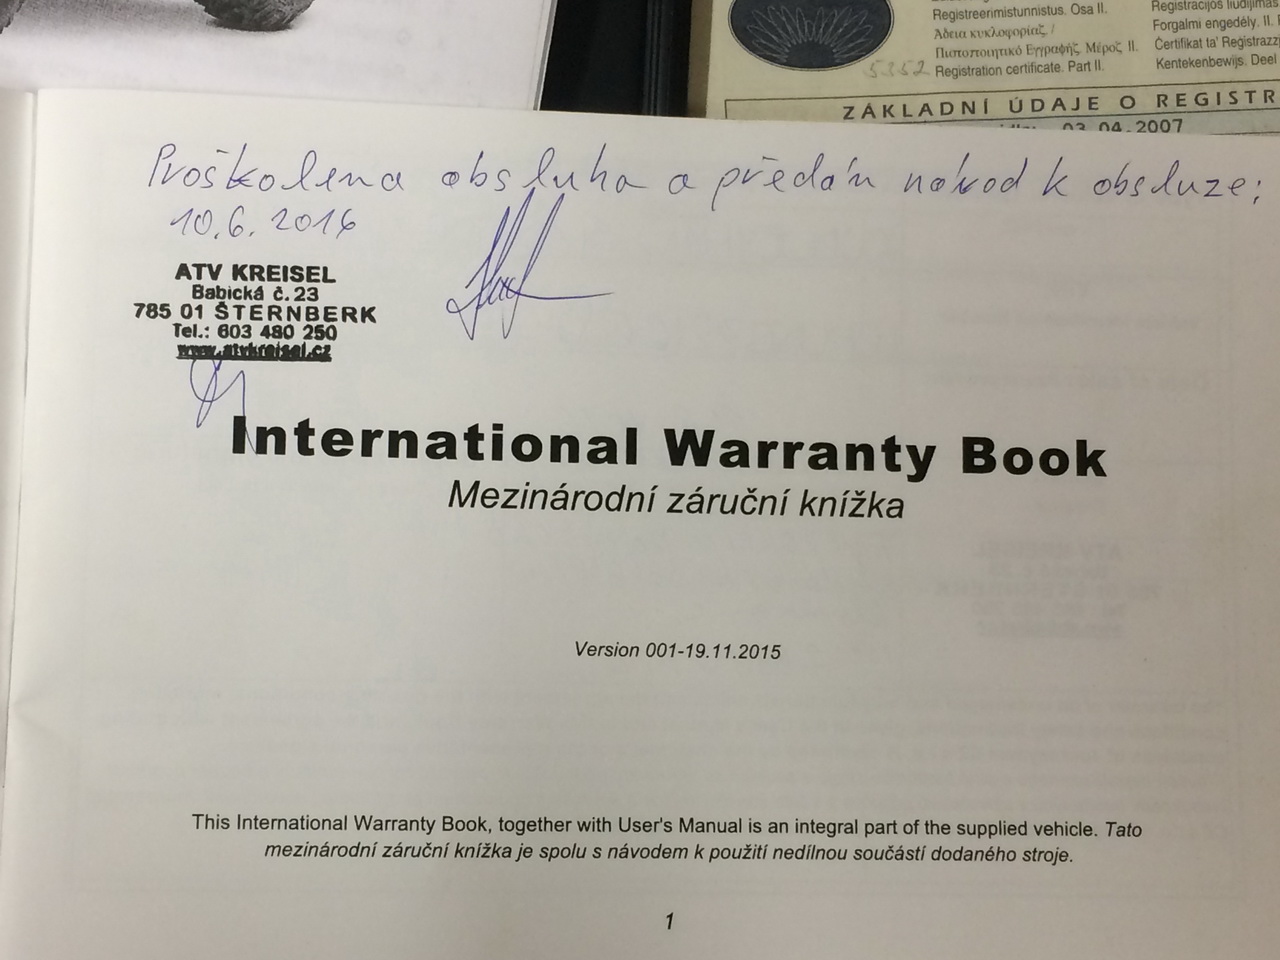 Registreerimistunnistus. Osa II.
Άδεια κυκλοφορίας /
Πιστοποιητικό Εγγραφής. Μέρος II.
5352 Registration certificate. Part II.
Registracijos liudijimas
Forgalmi engedély. II.
Ċertifikat ta' Reġistrazz
Kentekenbewijs. Deel
ZÁKLADNÍ ÚDAJE O REGISTR
03.04.2007
Proškolena obsluha a předán návod k obsluze;
10.6.2016
ATV KREISEL
Babická č. 23
785 01 ŠTERNBERK
Tel.: 603 480 250
www.atvkreisel.cz
International Warranty Book
Mezinárodní záruční knížka
Version 001-19.11.2015
This International Warranty Book, together with User's Manual is an integral part of the supplied vehicle. Tato
mezinárodní záruční knížka je spolu s návodem k použití nedílnou součástí dodaného stroje.
1